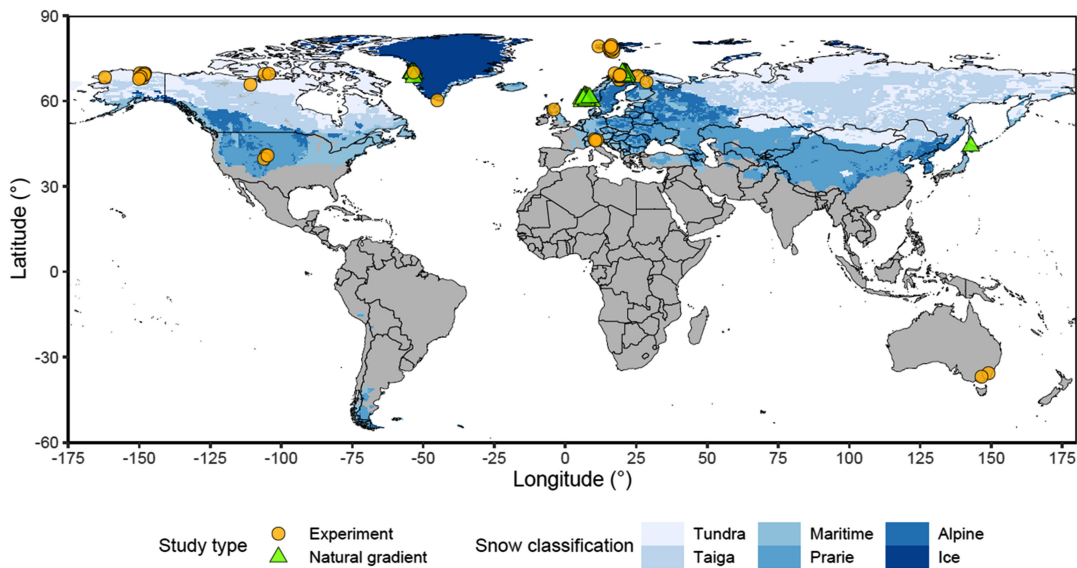 90
60
30
0
-30
-60
Latitude (°)
-175 -150 -125 -100 -75 -50 -25 0 25 50 75 100 125 150 175
Longitude (°)
Study type
Experiment
Natural gradient
Snow classification
Tundra Maritime Alpine
Taiga Prarie Ice